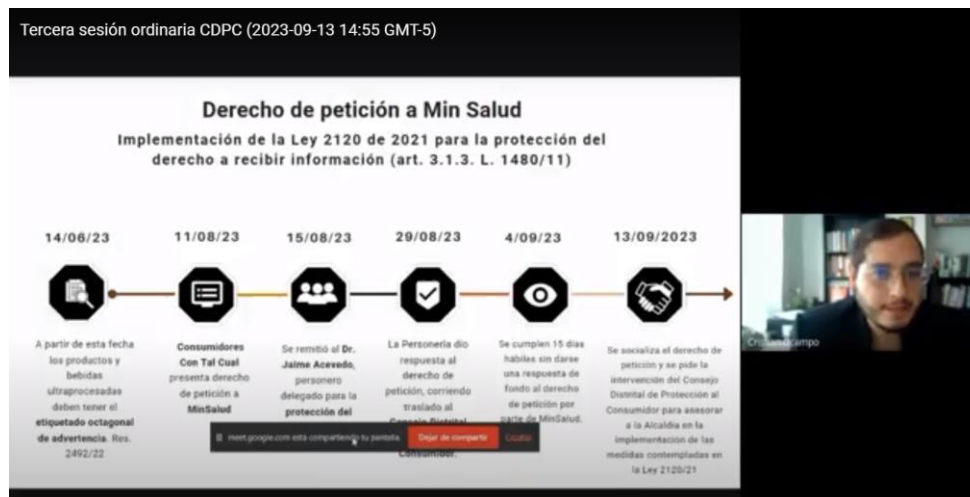 Tercera sesión ordinaria CDPC (2023-09-13 14:55 GMT-5)
Derecho de petición a Min Salud
Implementación de la Ley 2120 de 2021 para la protección del
derecho a recibir información (art. 3.1.3. L. 1480/11)
14/06/23
A partir de esta fecha
los productos y
bebidas
ultraprocesadas
deben tener el
etiquetado octagonal
de advertencia. Res.
2492/22
11/08/23
Consumidores
Con Tal Cual
presenta derecho
de petición a
MinSalud
15/08/23
Se remitió al Dr.
Jaime Acevedo,
personero
delegado para la
protección del
29/08/23
La Personería dio
respuesta al
derecho de
petición, corriendo
traslado al
Consejo Distrital
Consumidor.
4/09/23
Se cumplen 15 días
hábiles sin darse
una respuesta de
fondo al derecho
de petición por
parte de MinSalud.
13/09/2023
Se socializa el derecho de
petición y se pide la
intervención del Consejo
Distrital de Protección al
Consumidor para asesorar
a la Alcaldía en la
implementación de las
medidas contempladas en
la Ley 2120/21
meet.google.com está compartiendo tu pantalla.
Dejar de compartir
Ocultar
Cristian Ocampo